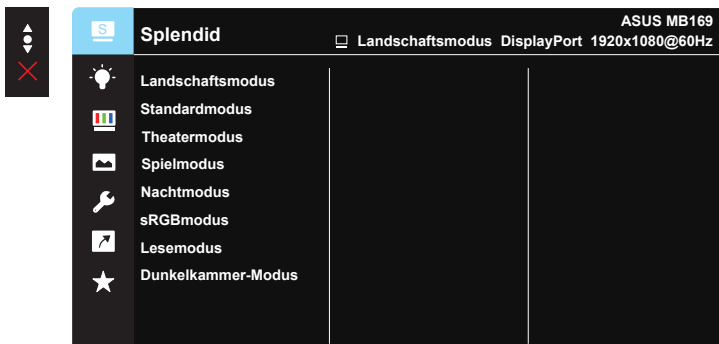 S
Splendid
ASUS MB169
Landschaftsmodus DisplayPort 1920x1080@60Hz
Landschaftsmodus
Standardmodus
Theatermodus
Spielmodus
Nachtmodus
sRGBmodus
Lesemodus
Dunkelkammer-Modus